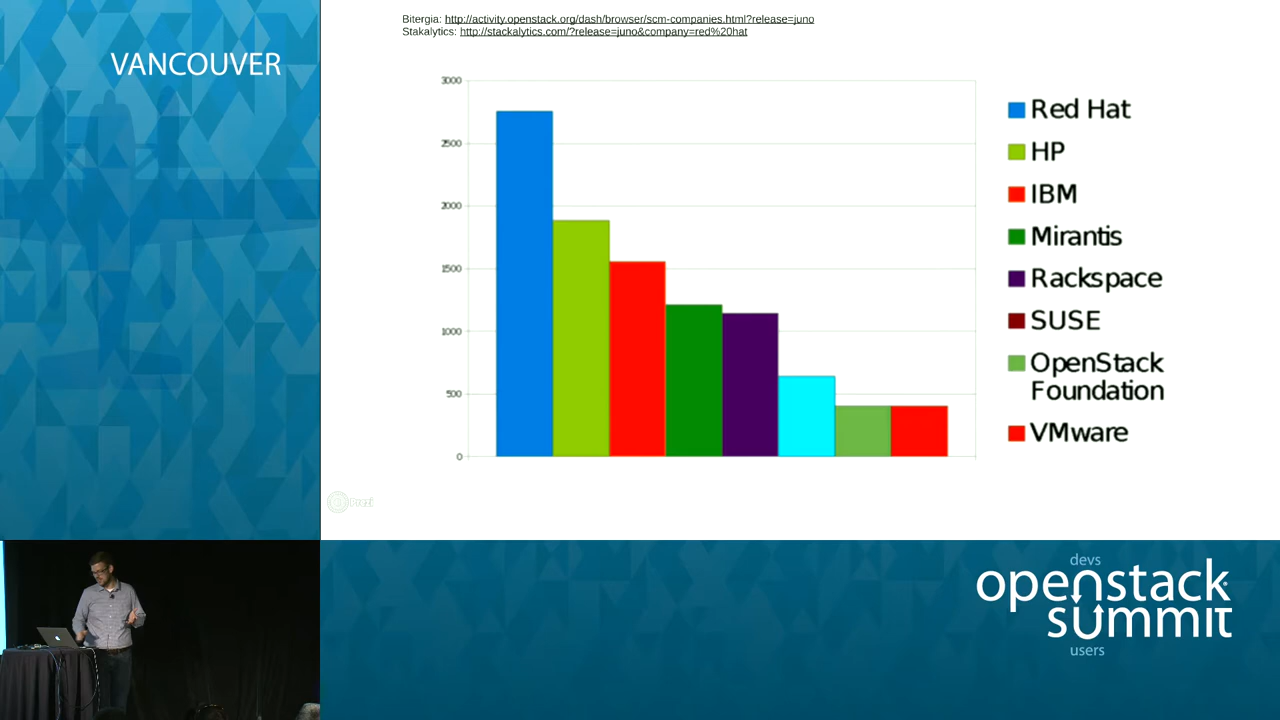 Bitergia: http://activity.openstack.org/dash/browser/scm-companies.html?release=juno
Stakalytics: http://stackalytics.com/?release=juno&company=red%20hat
VANCOUVER
3000
2500
2000
1500
1000
500
0
Red Hat
HP
IBM
Mirantis
Rackspace
SUSE
OpenStack
Foundation
VMware
Prezi
devs
openstack
summit
users